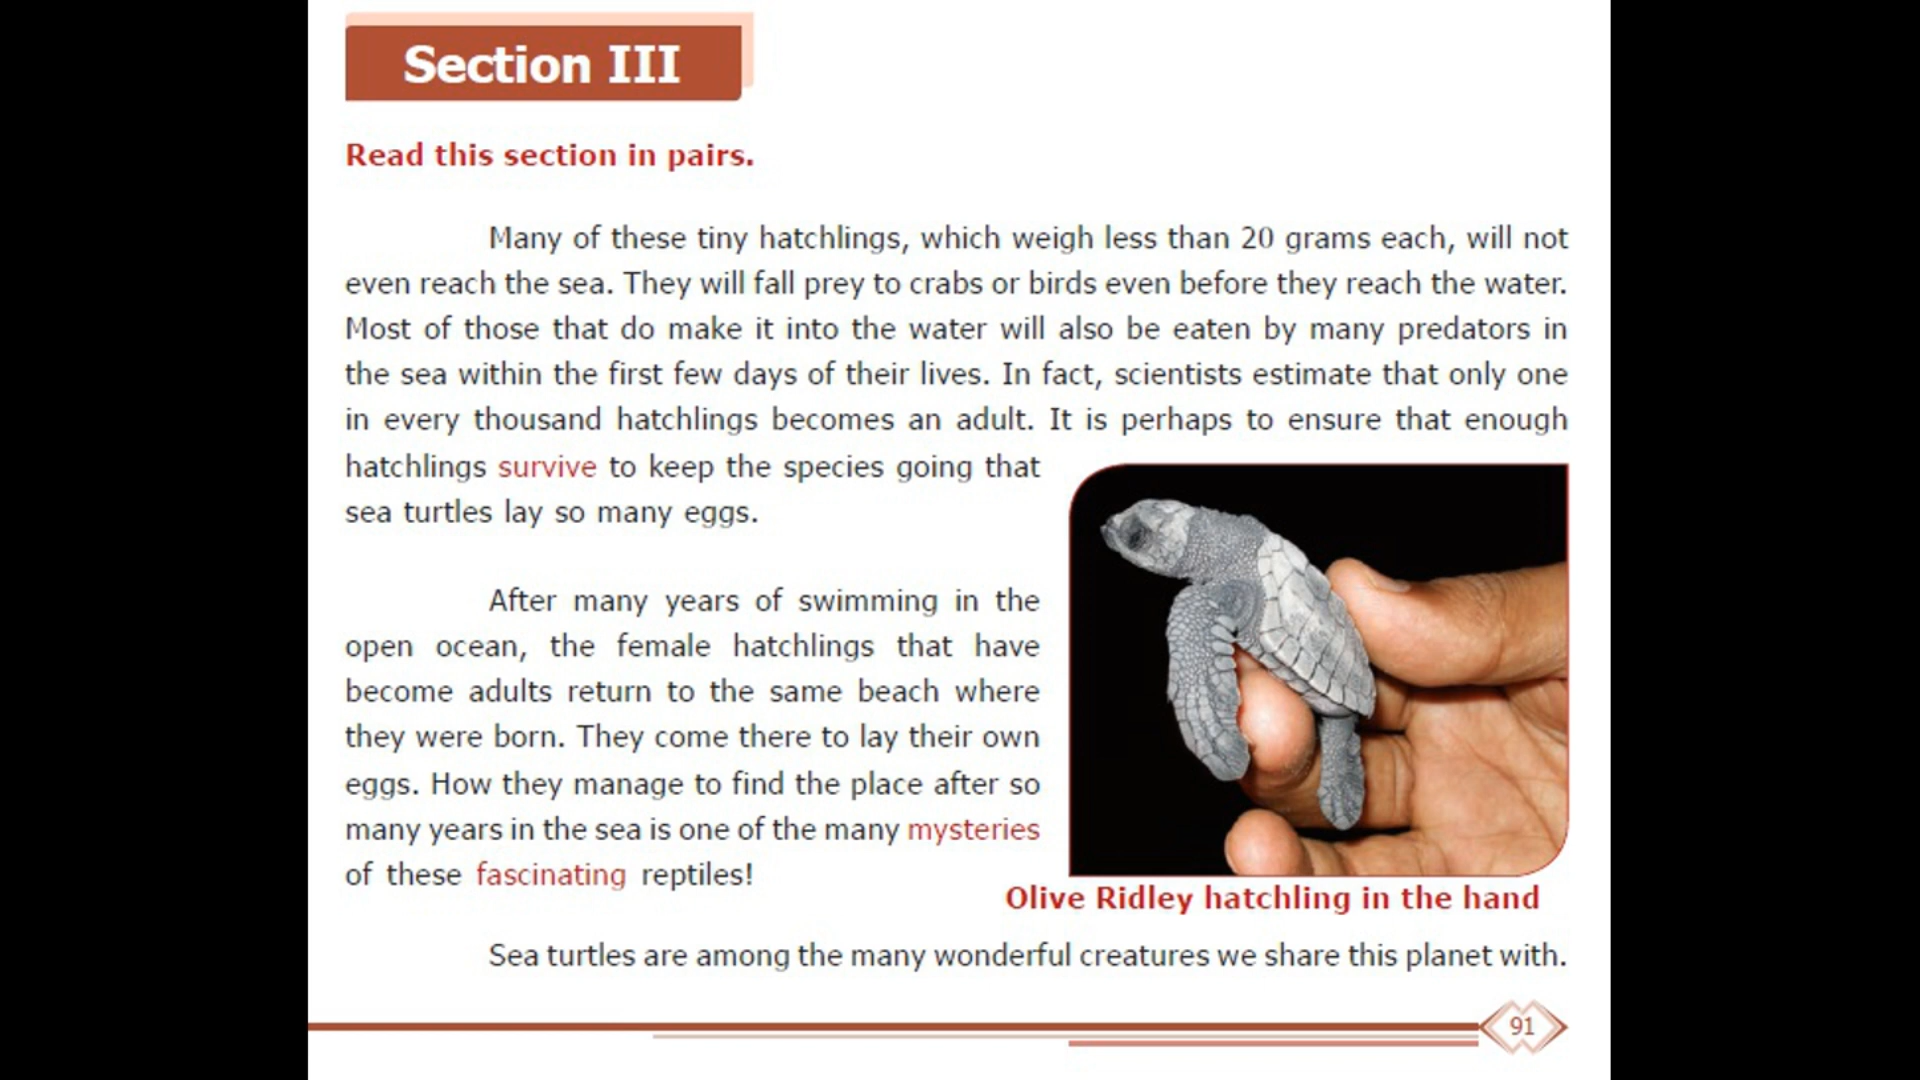 Section III
Read this section in pairs.
Many of these tiny hatchlings, which weigh less than 20 grams each, will not
even reach the sea. They will fall prey to crabs or birds even before they reach the water.
Most of those that do make it into the water will also be eaten by many predators in
the sea within the first few days of their lives. In fact, scientists estimate that only one
in every thousand hatchlings becomes an adult. It is perhaps to ensure that enough
hatchlings survive to keep the species going that
sea turtles lay so many eggs.
After many years of swimming in the
open ocean, the female hatchlings that have
become adults return to the same beach where
they were born. They come there to lay their own
eggs. How they manage to find the place after so
many years in the sea is one of the many mysteries
of these fascinating reptiles!
Olive Ridley hatchling in the hand
Sea turtles are among the many wonderful creatures we share this planet with.
91